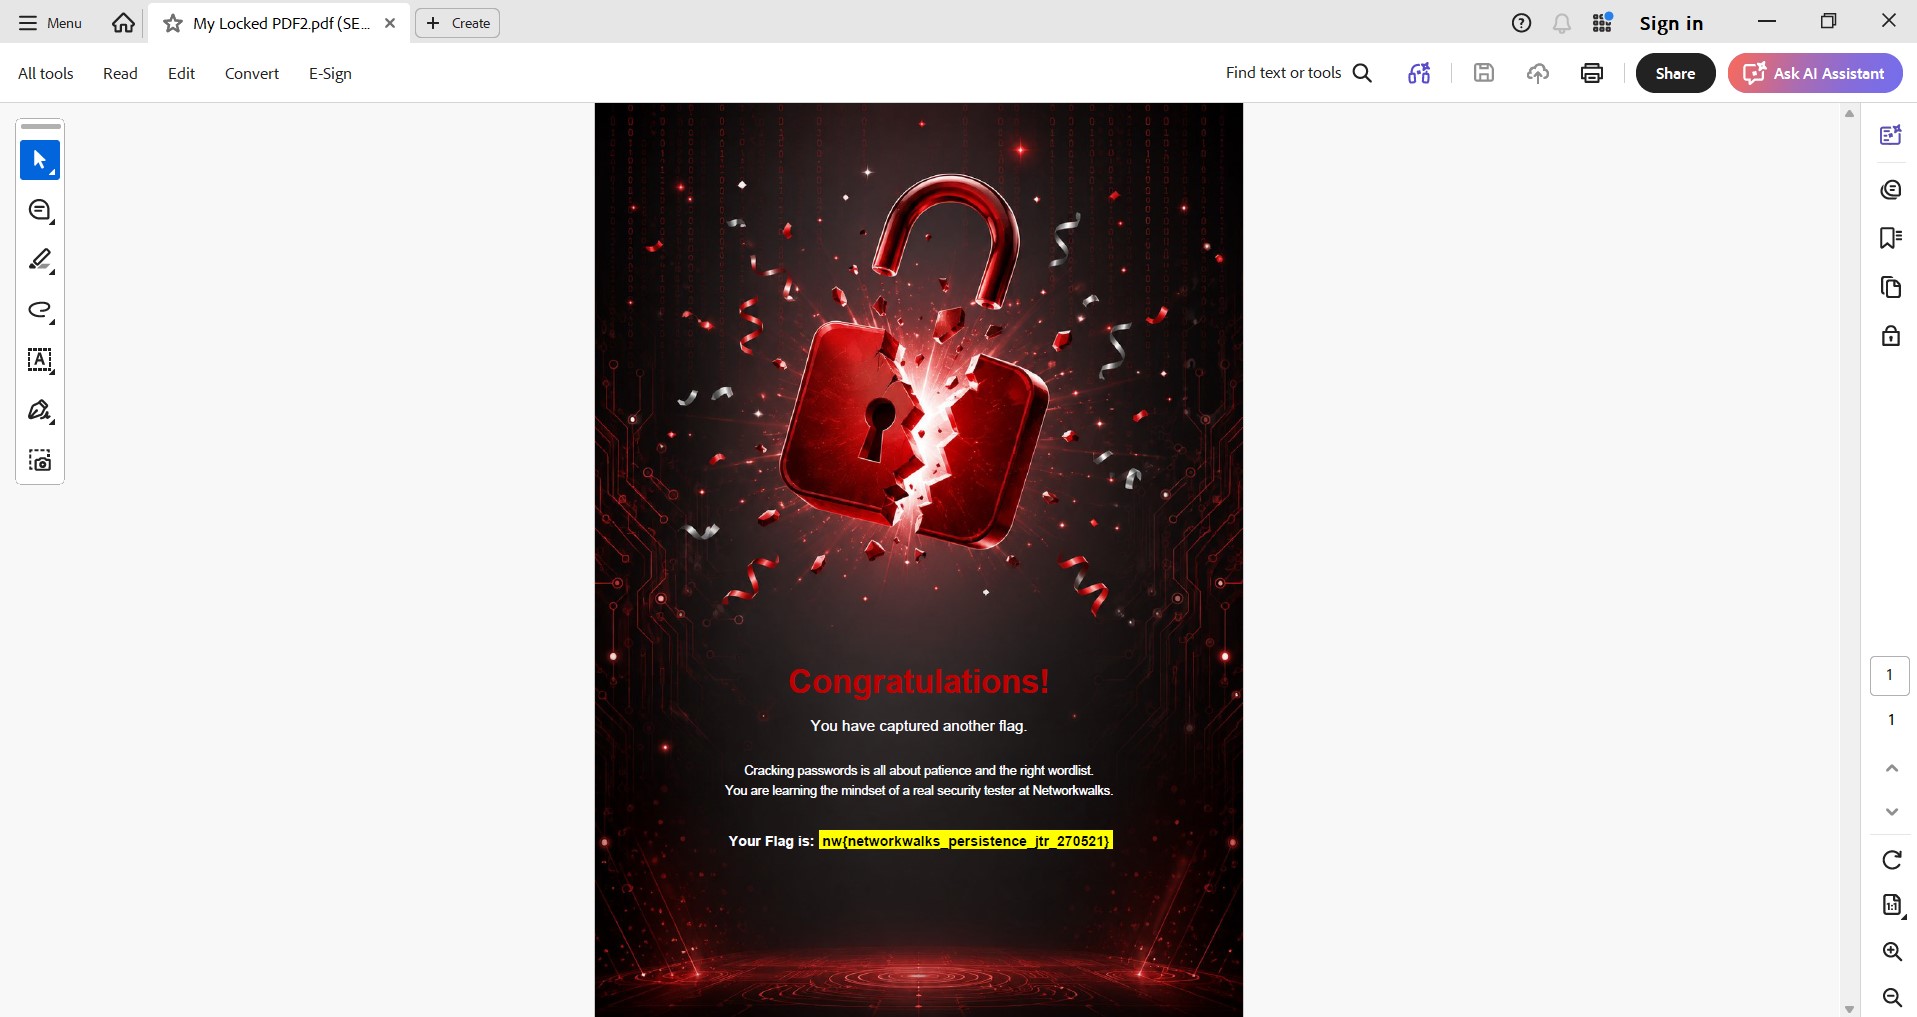 Menu
My Locked PDF2.pdf (SE...
Create
Sign in
All tools
Read
Edit
Convert
E-Sign
Find text or tools
Share
Ask AI Assistant
Congratulations!
You have captured another flag.
Cracking passwords is all about patience and the right wordlist.
You are learning the mindset of a real security tester at Networkwalks.
Your Flag is: nw{networkwalks_persistence_jtr_270521}
1
1